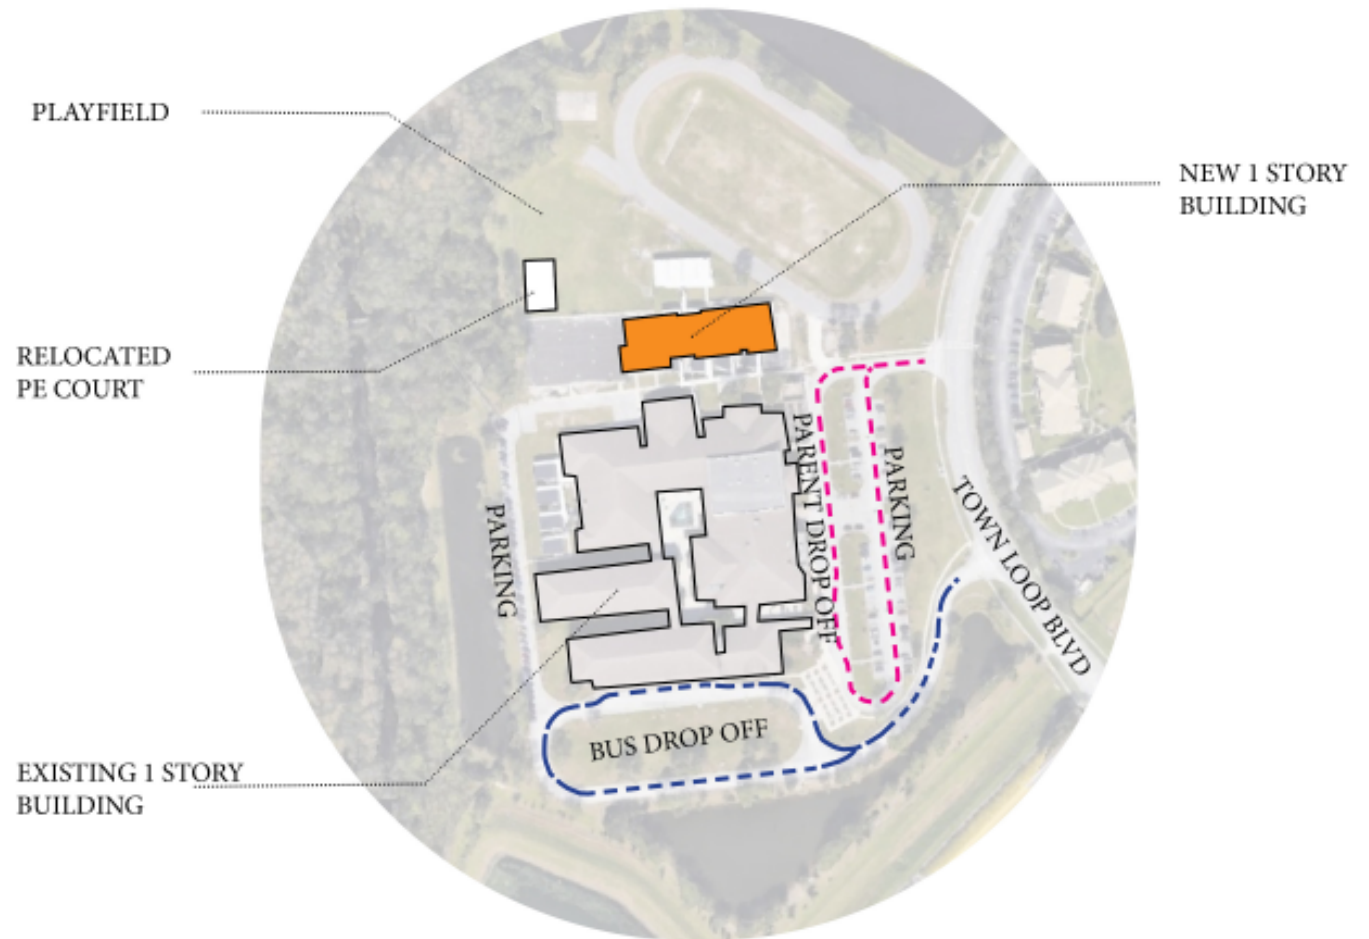 PLAYFIELD
NEW 1 STORY
BUILDING
RELOCATED
PE COURT
PARENT DROP OFF
PARKING
TOWN LOOP BLVD
PARKING
BUS DROP OFF
EXISTING 1 STORY
BUILDING